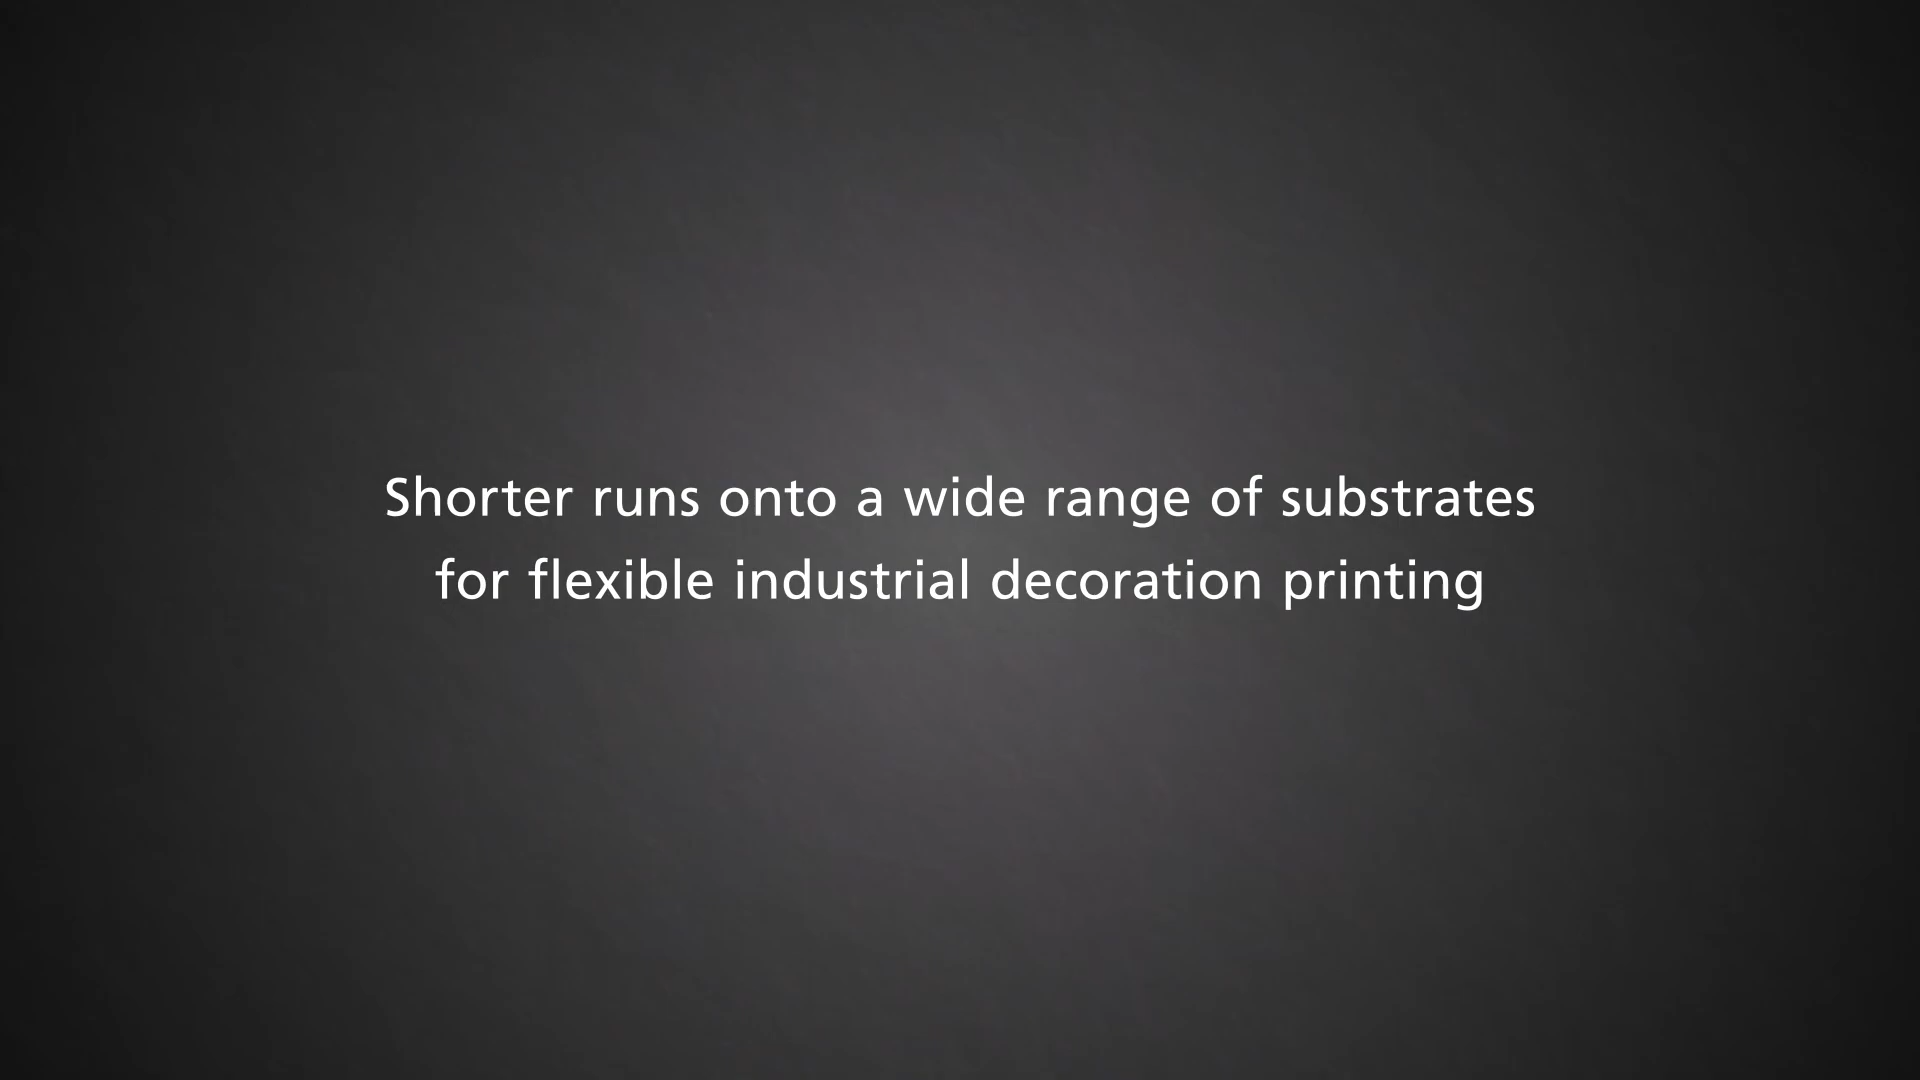 Shorter runs onto a wide range of substrates
for flexible industrial decoration printing